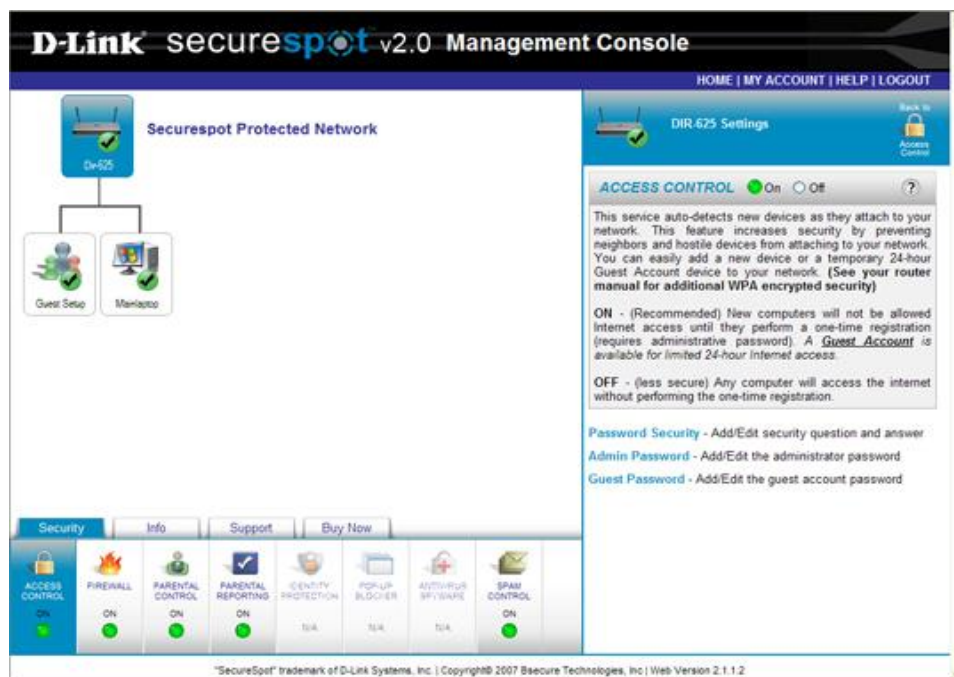 D-Link securespot v2.0 Management Console
HOME | MY ACCOUNT | HELP | LOGOUT
Dir-625
Securespot Protected Network
Guest Setup
Mainlaptop
DIR-625 Settings
Back to
Access
Control
ACCESS CONTROL On Off ?
This service auto-detects new devices as they attach to your
network. This feature increases security by preventing
neighbors and hostile devices from attaching to your network.
You can easily add a new device or a temporary 24-hour
Guest Account device to your network. (See your router
manual for additional WPA encrypted security)
ON - (Recommended) New computers will not be allowed
Internet access until they perform a one-time registration
(requires administrative password). A Guest Account is
available for limited 24-hour Internet access.
OFF - (less secure) Any computer will access the internet
without performing the one-time registration.
Password Security - Add/Edit security question and answer
Admin Password - Add/Edit the administrator password
Guest Password - Add/Edit the guest account password
Security Info Support Buy Now
ACCESS
CONTROL
ON
FIREWALL
ON
PARENTAL
CONTROL
ON
PARENTAL
REPORTING
ON
IDENTITY
PROTECTION
N/A
POP-UP
BLOCKER
N/A
ANTI-VIRUS
SPYWARE
N/A
SPAM
CONTROL
ON
"SecureSpot" trademark of D-Link Systems, Inc. | Copyright© 2007 Bsecure Technologies, Inc | Web Version 2.1.1.2